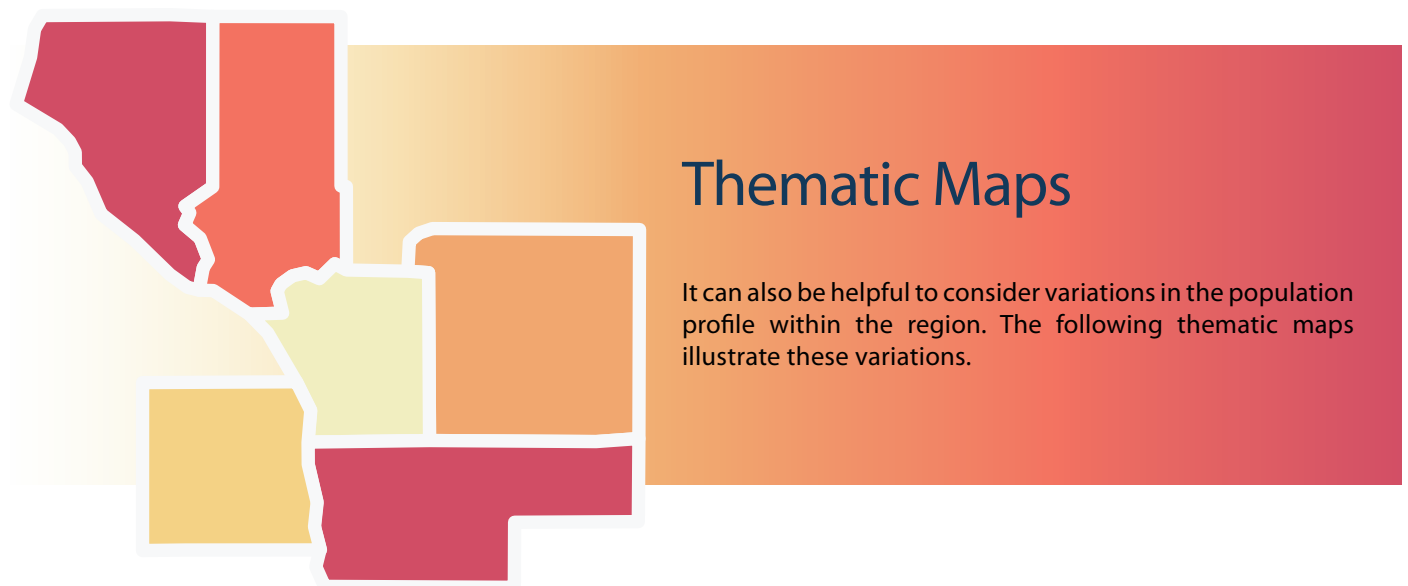 Thematic Maps
It can also be helpful to consider variations in the population
profile within the region. The following thematic maps
illustrate these variations.